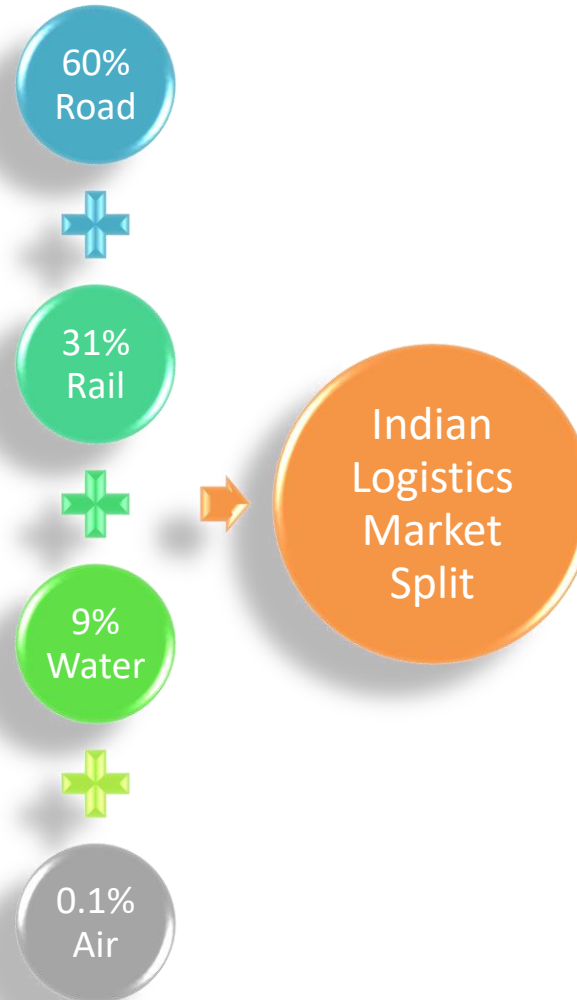 60%
Road
31%
Rail
Indian
Logistics
Market
Split
9%
Water
0.1%
Air